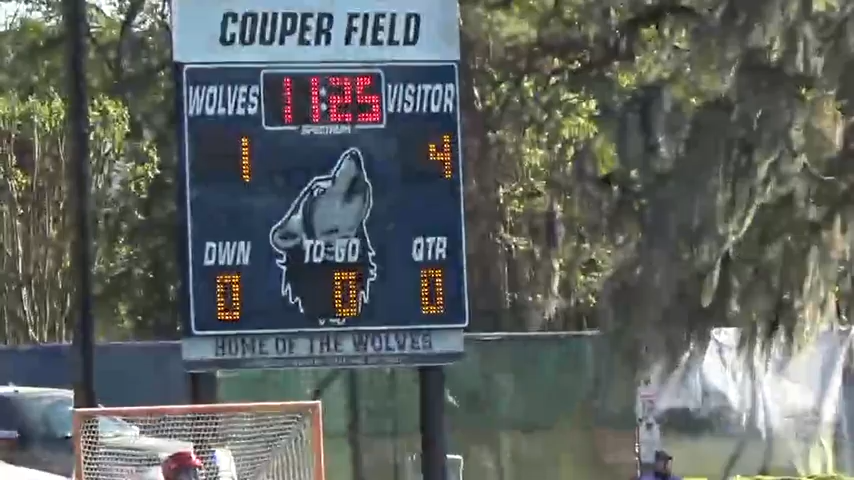 COUPER FIELD
WOLVES 11:25 VISITOR
SPECTRUM
1 4
DWN TO-GO QTR
0 0 0
HOME OF THE WOLVES